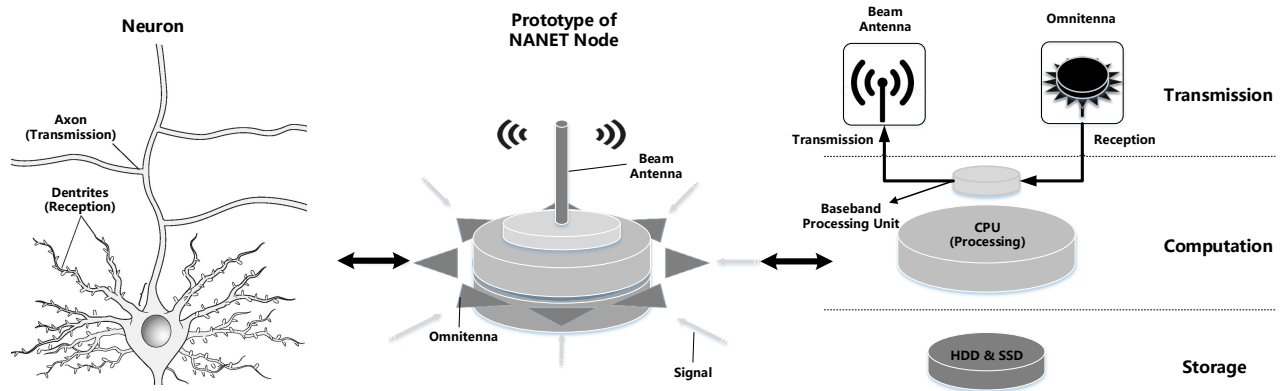 Neuron
Axon
(Transmission)
Dentrites
(Reception)
Prototype of
NANET Node
Beam
Antenna
Omnitenna
Signal
Beam
Antenna
Omnitenna
Transmission
Transmission
Reception
Baseband
Processing Unit
CPU
(Processing)
Computation
HDD & SSD
Storage